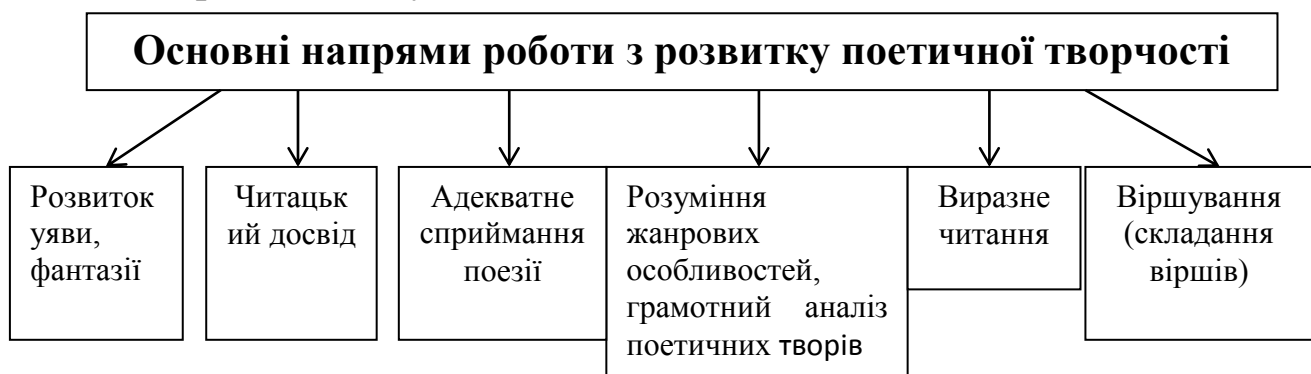 Основні напрями роботи з розвитку поетичної творчості
Розвиток
уяви,
фантазії
Читацьк
ий досвід
Адекватне
сприймання
поезії
Розуміння
жанрових
особливостей,
грамотний аналіз
поетичних творів
Виразне
читання
Віршування
(складання
віршів)